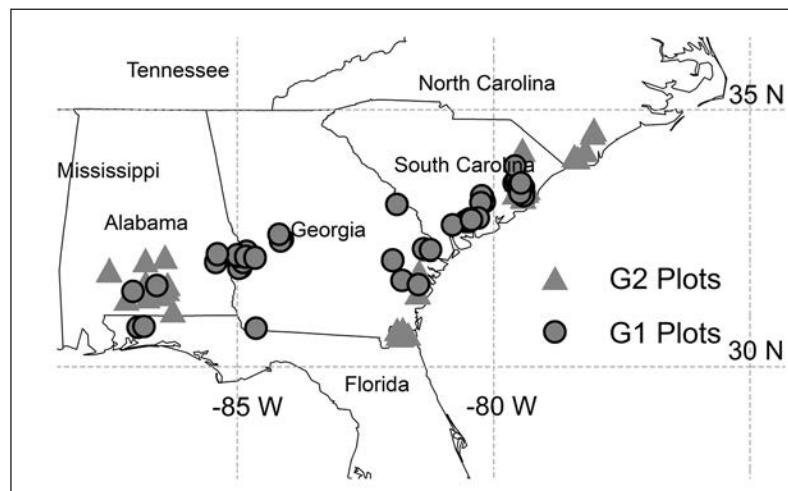 Tennessee
North Carolina
35 N
Mississippi
South Carolina
Alabama
Georgia
G2 Plots
G1 Plots
30 N
Florida
-85 W
-80 W